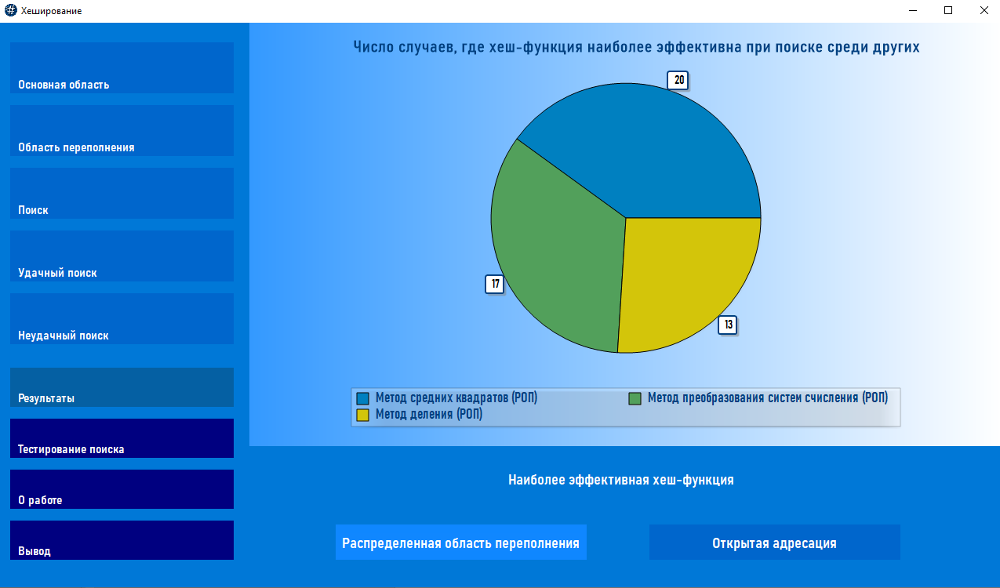 Хеширование
Основная область
Область переполнения
Поиск
Удачный поиск
Неудачный поиск
Результаты
Тестирование поиска
О работе
Вывод
Число случаев, где хеш-функция наиболее эффективна при поиске среди других
20
17
13
Метод средних квадратов (РОП)
Метод преобразования систем счисления (РОП)
Метод деления (РОП)
Наиболее эффективная хеш-функция
Распределенная область переполнения
Открытая адресация